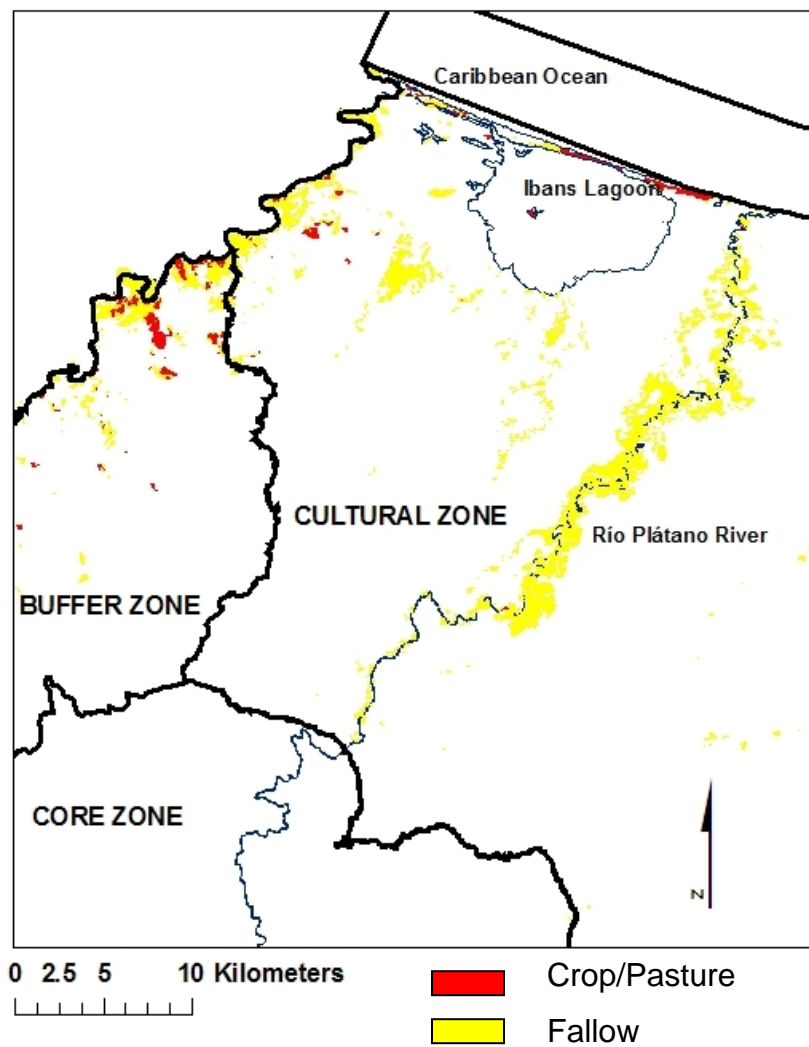 Caribbean Ocean
Ibans Lagoon
CULTURAL ZONE
Río Plátano River
BUFFER ZONE
CORE ZONE
N
0 2.5 5 10 Kilometers
Crop/Pasture
Fallow